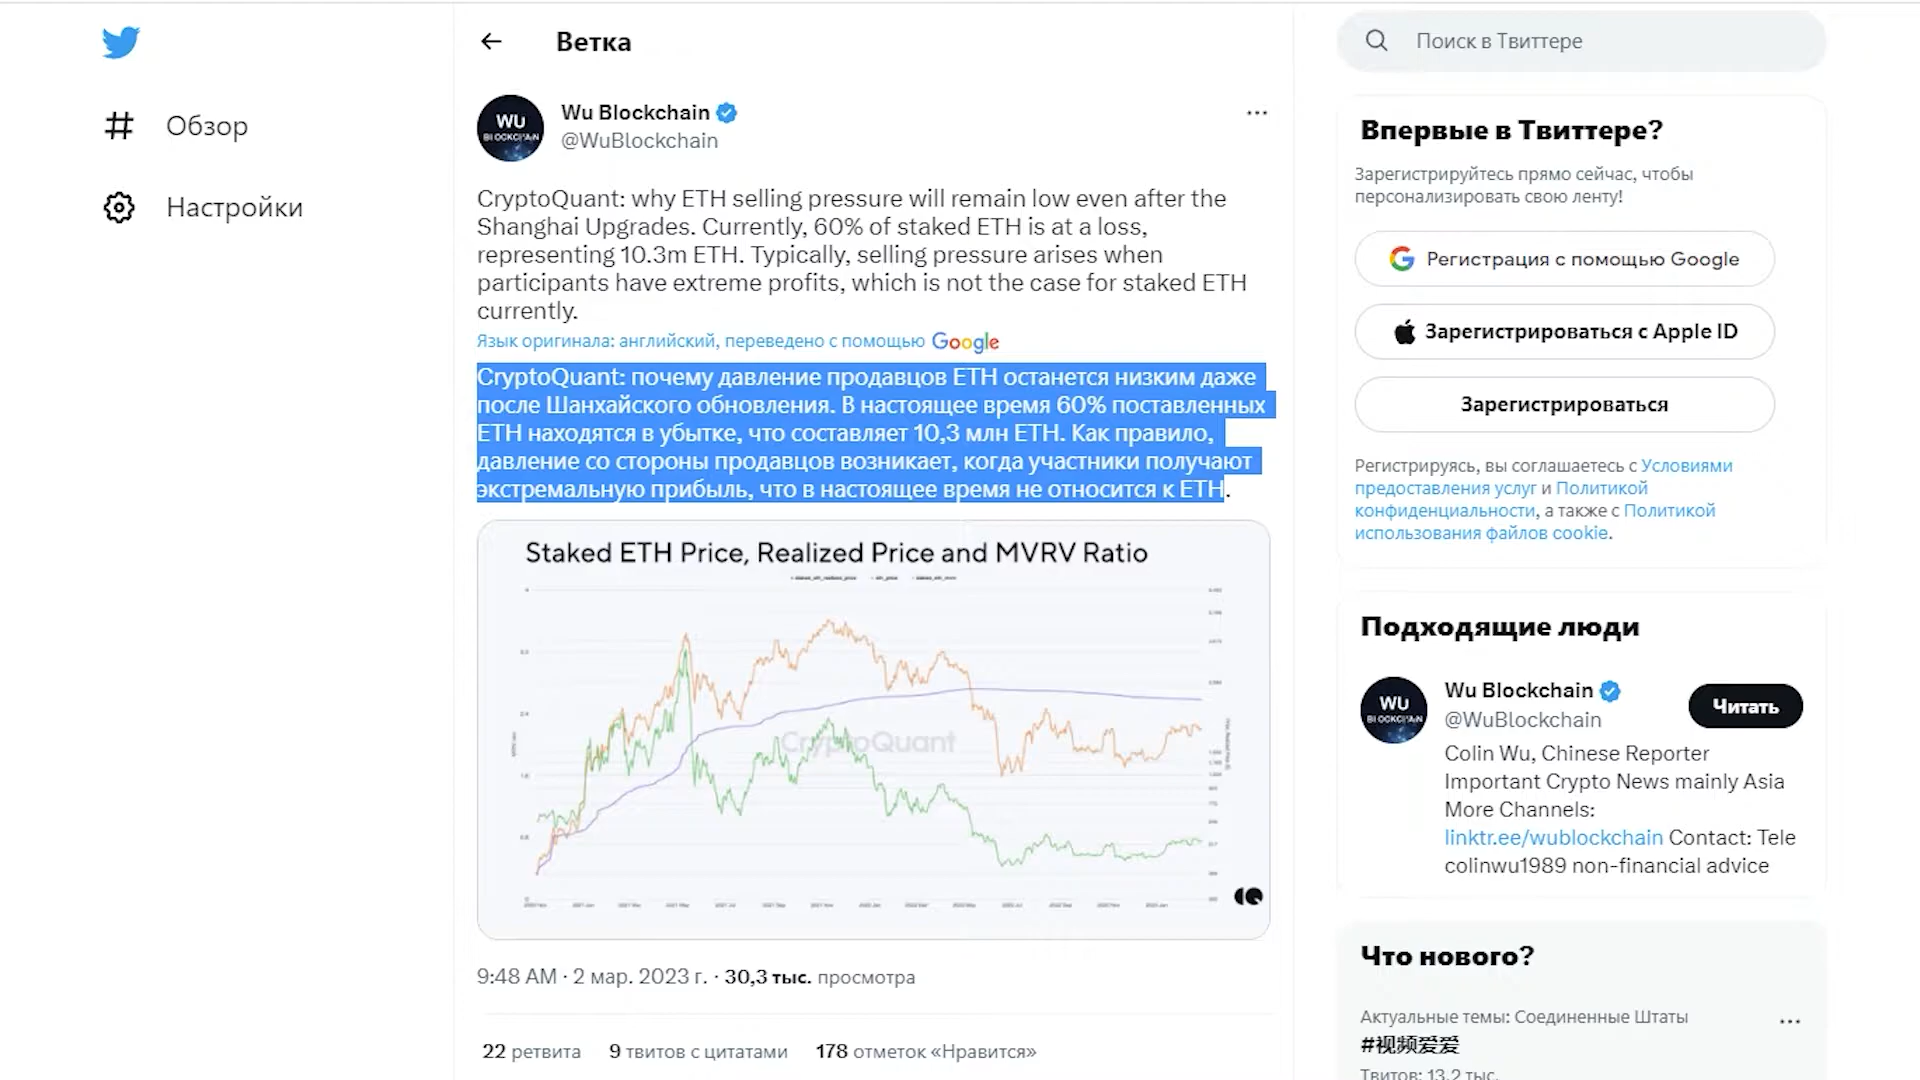 Ветка
Обзор
Настройки
WU
BLOCKCHAIN
Wu Blockchain
@WuBlockchain
CryptoQuant: why ETH selling pressure will remain low even after the
Shanghai Upgrades. Currently, 60% of staked ETH is at a loss,
representing 10.3m ETH. Typically, selling pressure arises when
participants have extreme profits, which is not the case for staked ETH
currently.
Язык оригинала: английский, переведено с помощью Google
CryptoQuant: почему давление продавцов ETH останется низким даже
после Шанхайского обновления. В настоящее время 60% поставленных
ETH находятся в убытке, что составляет 10,3 млн ETH. Как правило,
давление со стороны продавцов возникает, когда участники получают
экстремальную прибыль, что в настоящее время не относится к ETH.
Staked ETH Price, Realized Price and MVRV Ratio
CryptoQuant
9:48 AM · 2 мар. 2023 г. · 30,3 тыс. просмотра
22 ретвита 9 твитов с цитатами 178 отметок «Нравится»
Поиск в Твиттере
Впервые в Твиттере?
Зарегистрируйтесь прямо сейчас, чтобы
персонализировать свою ленту!
Регистрация с помощью Google
Зарегистрироваться с Apple ID
Зарегистрироваться
Регистрируясь, вы соглашаетесь с Условиями
предоставления услуг и Политикой
конфиденциальности, а также с Политикой
использования файлов cookie.
Подходящие люди
WU
BLOCKCHAIN
Wu Blockchain
@WuBlockchain
Читать
Colin Wu, Chinese Reporter
Important Crypto News mainly Asia
More Channels:
linktr.ee/wublockchain Contact: Tele
colinwu1989 non-financial advice
Что нового?
Актуальные темы: Соединенные Штаты
#视频爱爱
Твитов: 13,2 тыс.